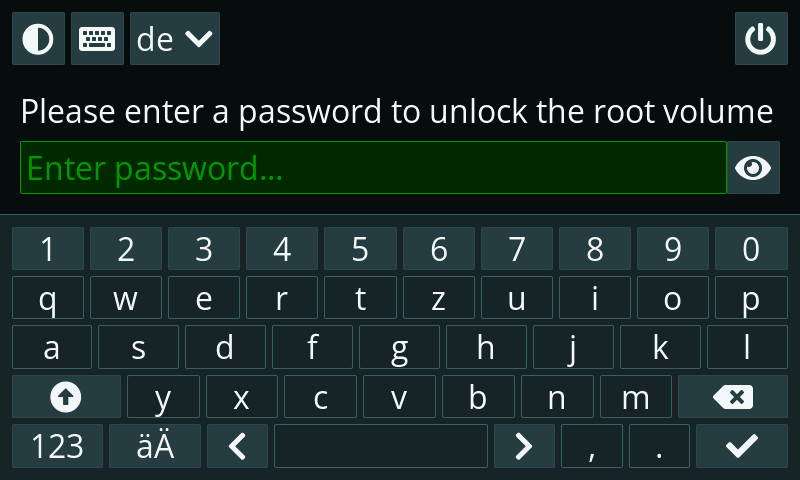 de
Please enter a password to unlock the root volume
Enter password...
1 2 3 4 5 6 7 8 9 0
q w e r t z u i o p
a s d f g h j k l
y x c v b n m
123 äÄ , .